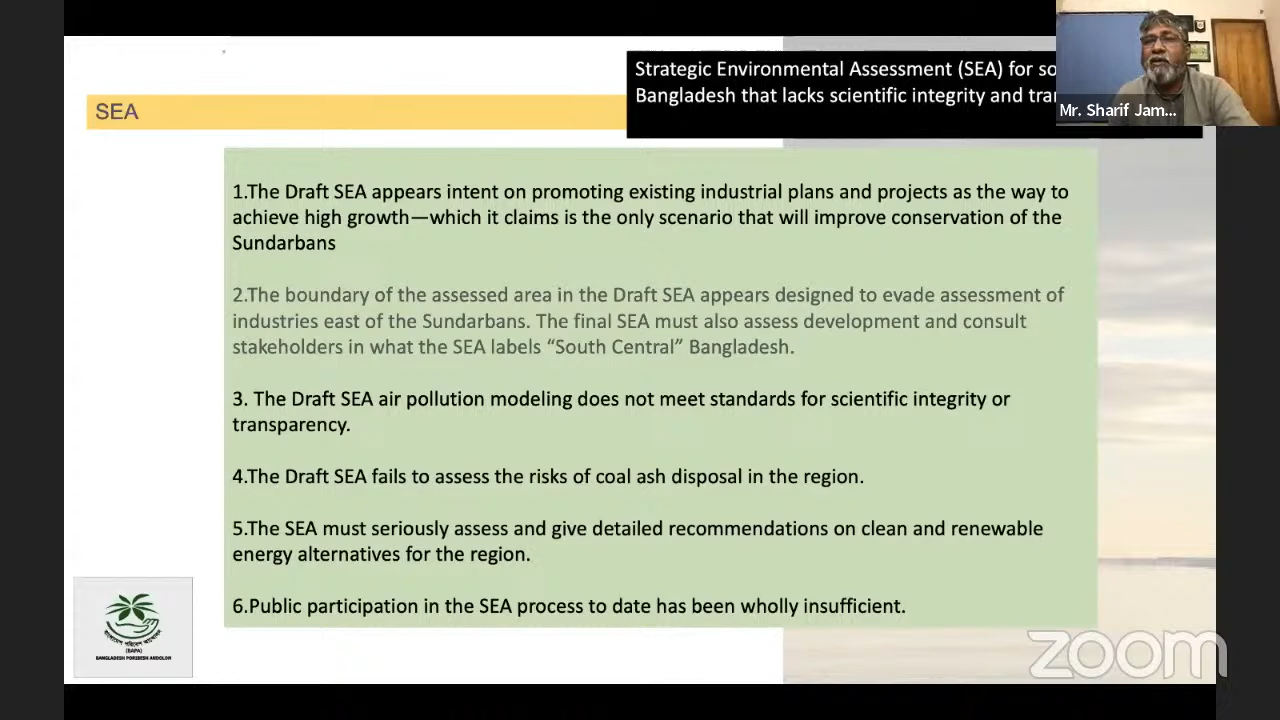 SEA
Strategic Environmental Assessment (SEA) for so
Bangladesh that lacks scientific integrity and tra
Mr. Sharif Jam...
1.The Draft SEA appears intent on promoting existing industrial plans and projects as the way to
achieve high growth—which it claims is the only scenario that will improve conservation of the
Sundarbans
2.The boundary of the assessed area in the Draft SEA appears designed to evade assessment of
industries east of the Sundarbans. The final SEA must also assess development and consult
stakeholders in what the SEA labels “South Central” Bangladesh.
3. The Draft SEA air pollution modeling does not meet standards for scientific integrity or
transparency.
4.The Draft SEA fails to assess the risks of coal ash disposal in the region.
5.The SEA must seriously assess and give detailed recommendations on clean and renewable
energy alternatives for the region.
6.Public participation in the SEA process to date has been wholly insufficient.
বাংলাদেশ পরিবেশ আন্দোলন
(BAPA)
BANGLADESH PORIBESH ANDOLON
zoom